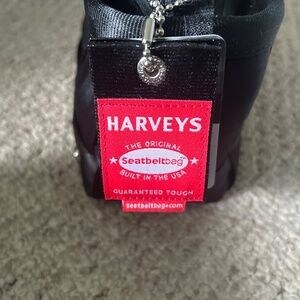 HARVEYS
THE ORIGINAL
Seatbeltbag
BUILT IN THE USA
GUARANTEED TOUGH
seatbeltbag.com